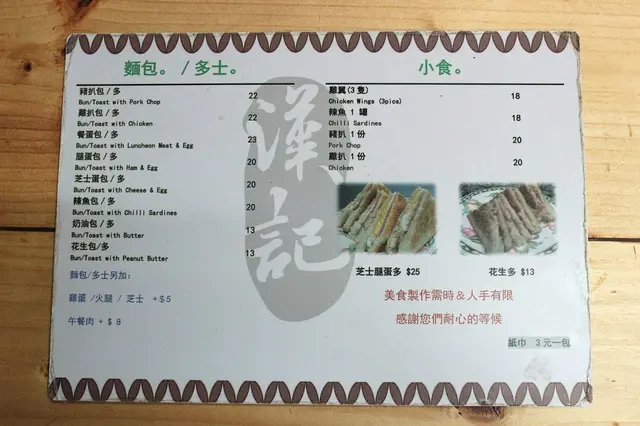 麵包。/多士。
豬扒包/多
Bun/Toast with Pork Chop 22
雞扒包/多
Bun/Toast with Chicken 22
餐蛋包/多
Bun/Toast with Luncheon Meat & Egg 23
腿蛋包/多
Bun/Toast with Ham & Egg 20
芝士蛋包/多
Bun/Toast with Cheese & Egg 20
辣魚包/多
Bun/Toast with Chilli Sardines 20
奶油包/多
Bun/Toast with Butter 13
花生包/多
Bun/Toast with Peanut Butter 13
麵包/多士另加:
雞蛋 /火腿 / 芝士 +$5
午餐肉 + $ 8
漢記
小食。
雞翼(3 隻)
Chicken Wings (3pics) 18
辣魚 1 罐
Chilli Sardines 18
豬扒 1 份
Pork Chop 20
雞扒 1 份
Chicken 20
芝士腿蛋多 $25
花生多 $13
美食製作需時＆人手有限
感謝您們耐心的等候
紙巾 3 元一包